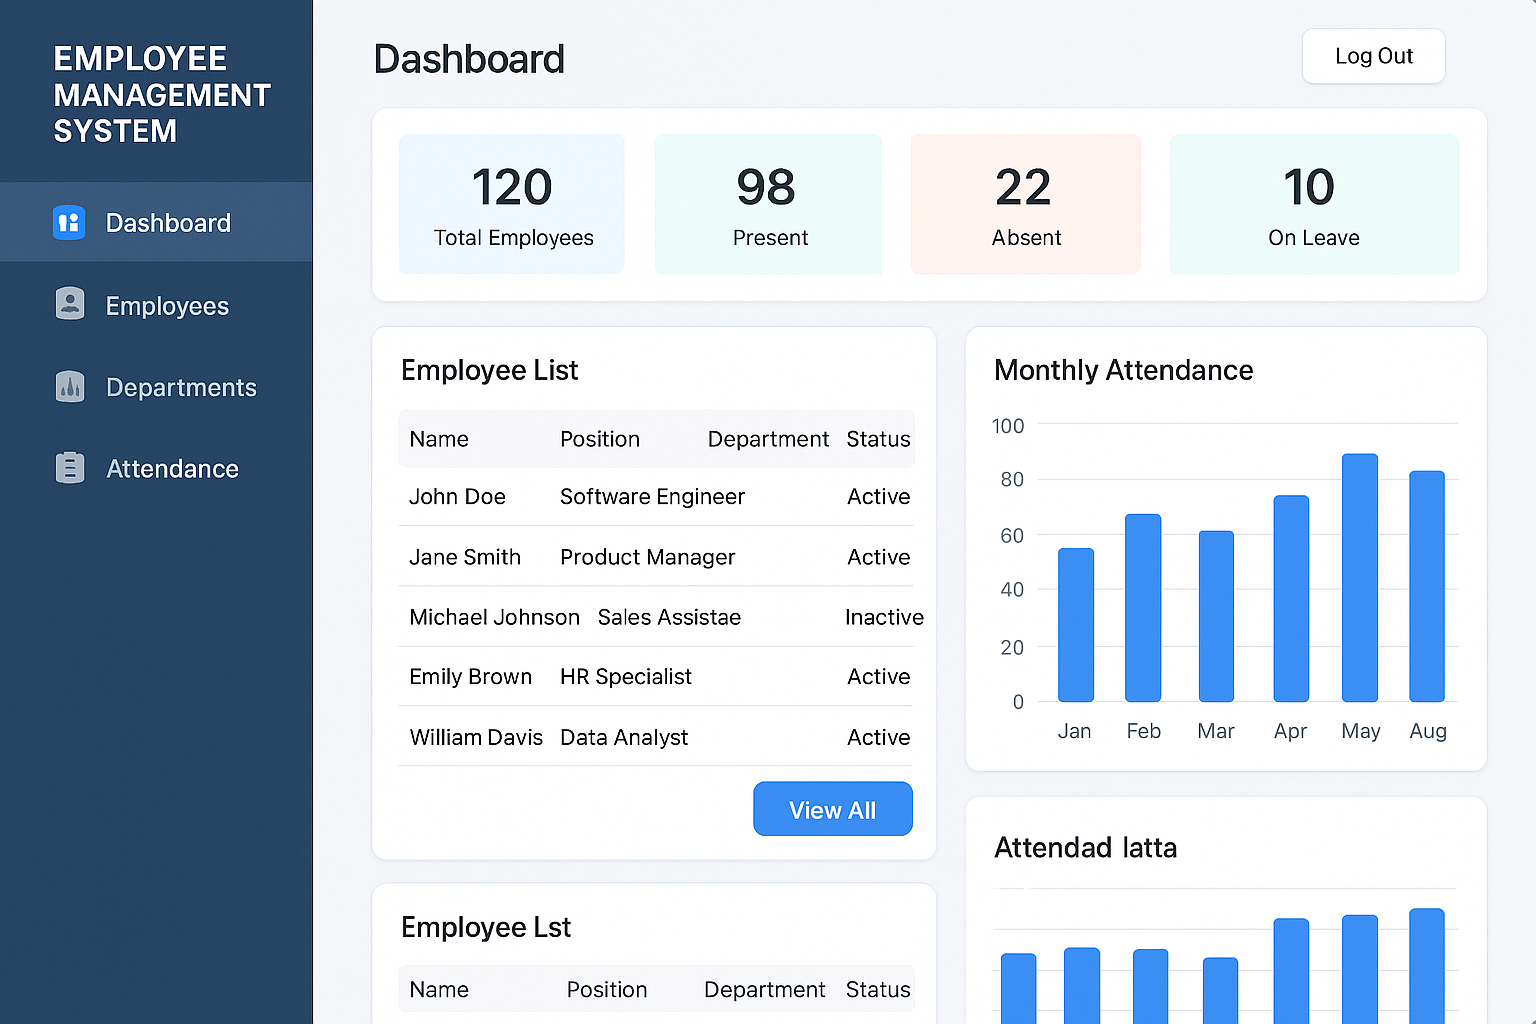 EMPLOYEE
MANAGEMENT
SYSTEM
Dashboard
Employees
Departments
Attendance
Dashboard
Log Out
120
Total Employees
98
Present
22
Absent
10
On Leave
Employee List
Name Position Department Status
John Doe Software Engineer Active
Jane Smith Product Manager Active
Michael Johnson Sales Assistae Inactive
Emily Brown HR Specialist Active
William Davis Data Analyst Active
View All
Employee Lst
Name Position Department Status
Monthly Attendance
100
80
60
40
20
0
Jan Feb Mar Apr May Aug
Attendad latta